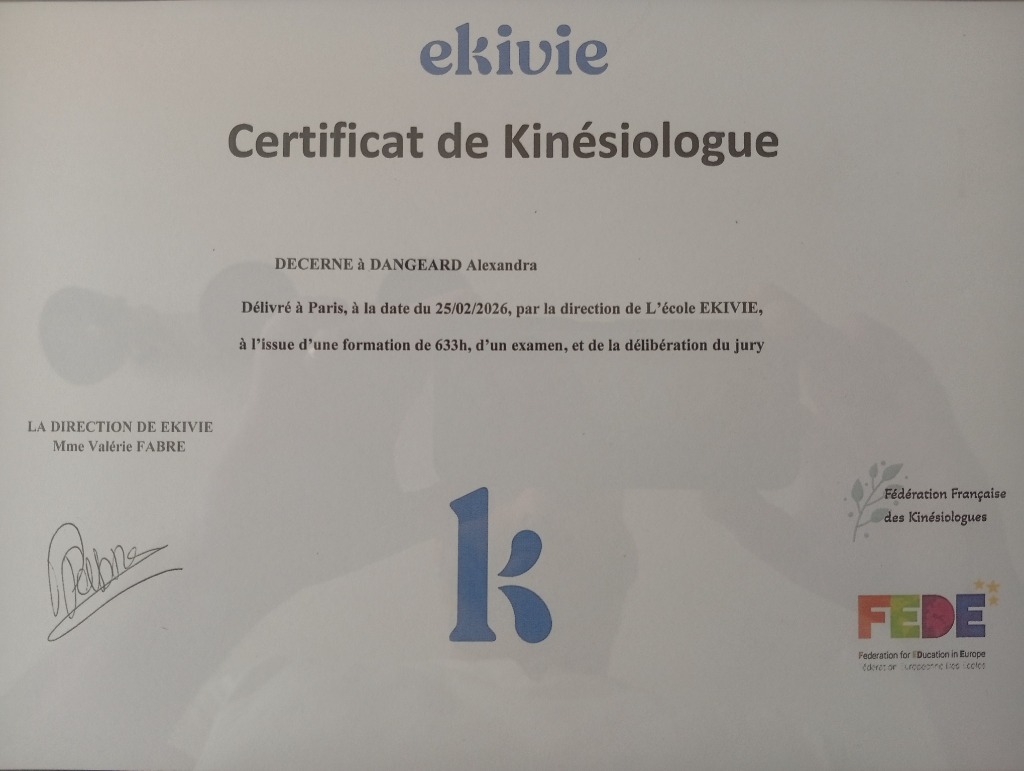 ekivie
Certificat de Kinésiologue
DECERNE à DANGEARD Alexandra
Délivré à Paris, à la date du 25/02/2026, par la direction de L'école EKIVIE,
à l'issue d'une formation de 633h, d'un examen, et de la délibération du jury
LA DIRECTION DE EKIVIE
Mme Valérie FABRE
k
Fédération Française
des Kinésiologues
FEDE
Federation for EDucation in Europe